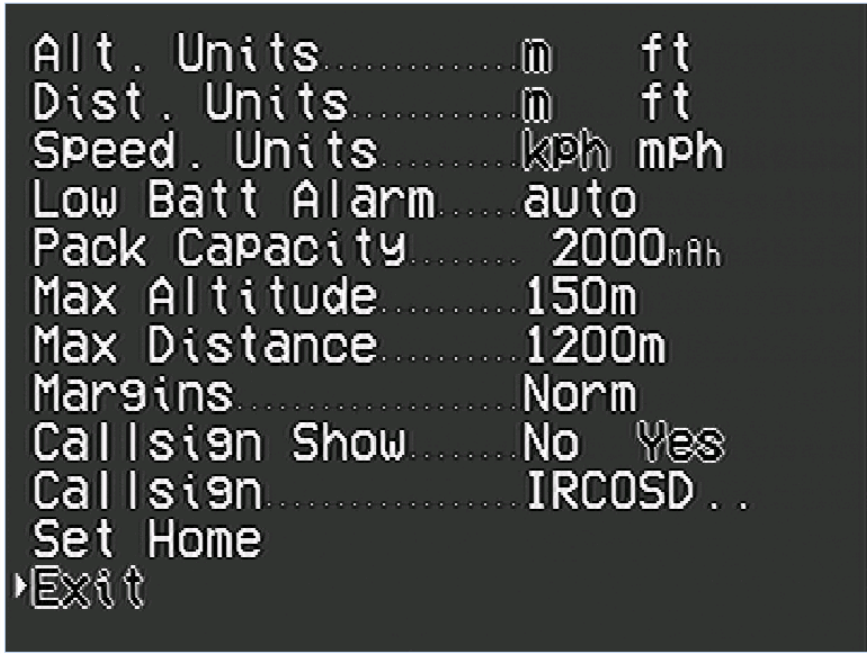 Alt. Units..............m ft
Dist. Units............m ft
Speed. Units..........kph mph
Low Batt Alarm......auto
Pack Capacity........ 2000mAh
Max Altitude..........150m
Max Distance..........1200m
Margins....................Norm
Callsign Show........No Yes
Callsign..................IRCOSD..
Set Home
Exit